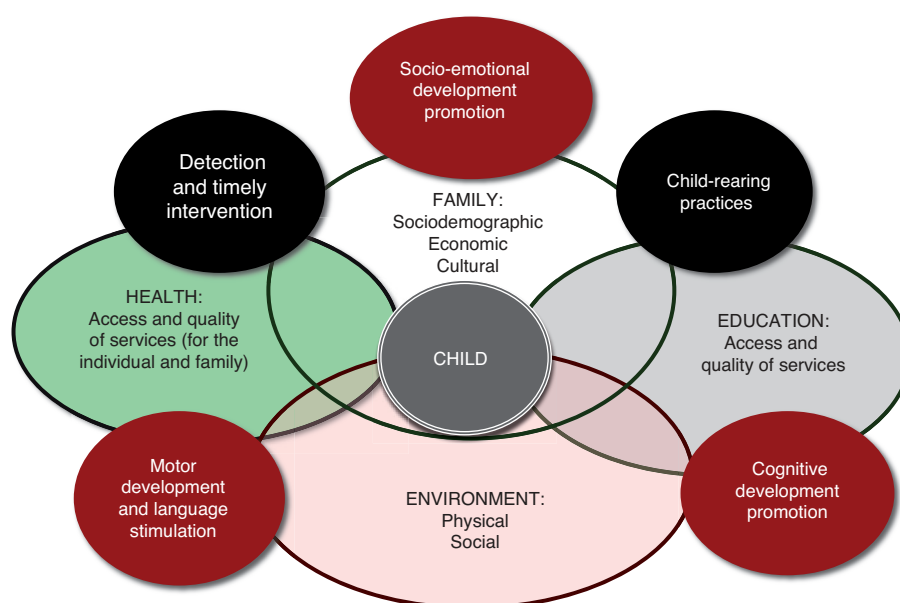 Socio-emotional
development
promotion
Detection
and timely
intervention
Child-rearing
practices
FAMILY:
Sociodemographic
Economic
Cultural
HEALTH:
Access and quality
of services (for the
individual and family)
EDUCATION:
Access and
quality of services
CHILD
Motor
development
and language
stimulation
ENVIRONMENT:
Physical
Social
Cognitive
development
promotion